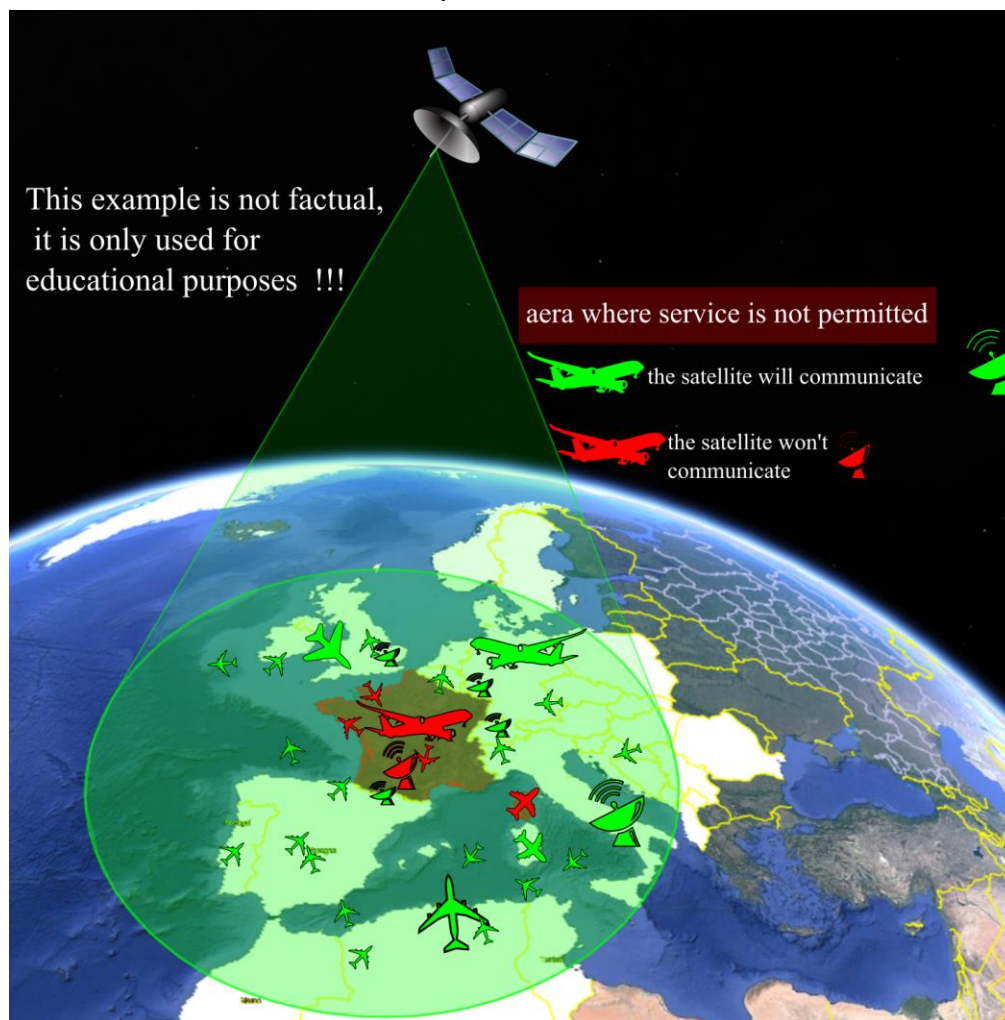 This example is not factual,
it is only used for
educational purposes !!!
aera where service is not permitted
the satellite will communicate
the satellite won't
communicate